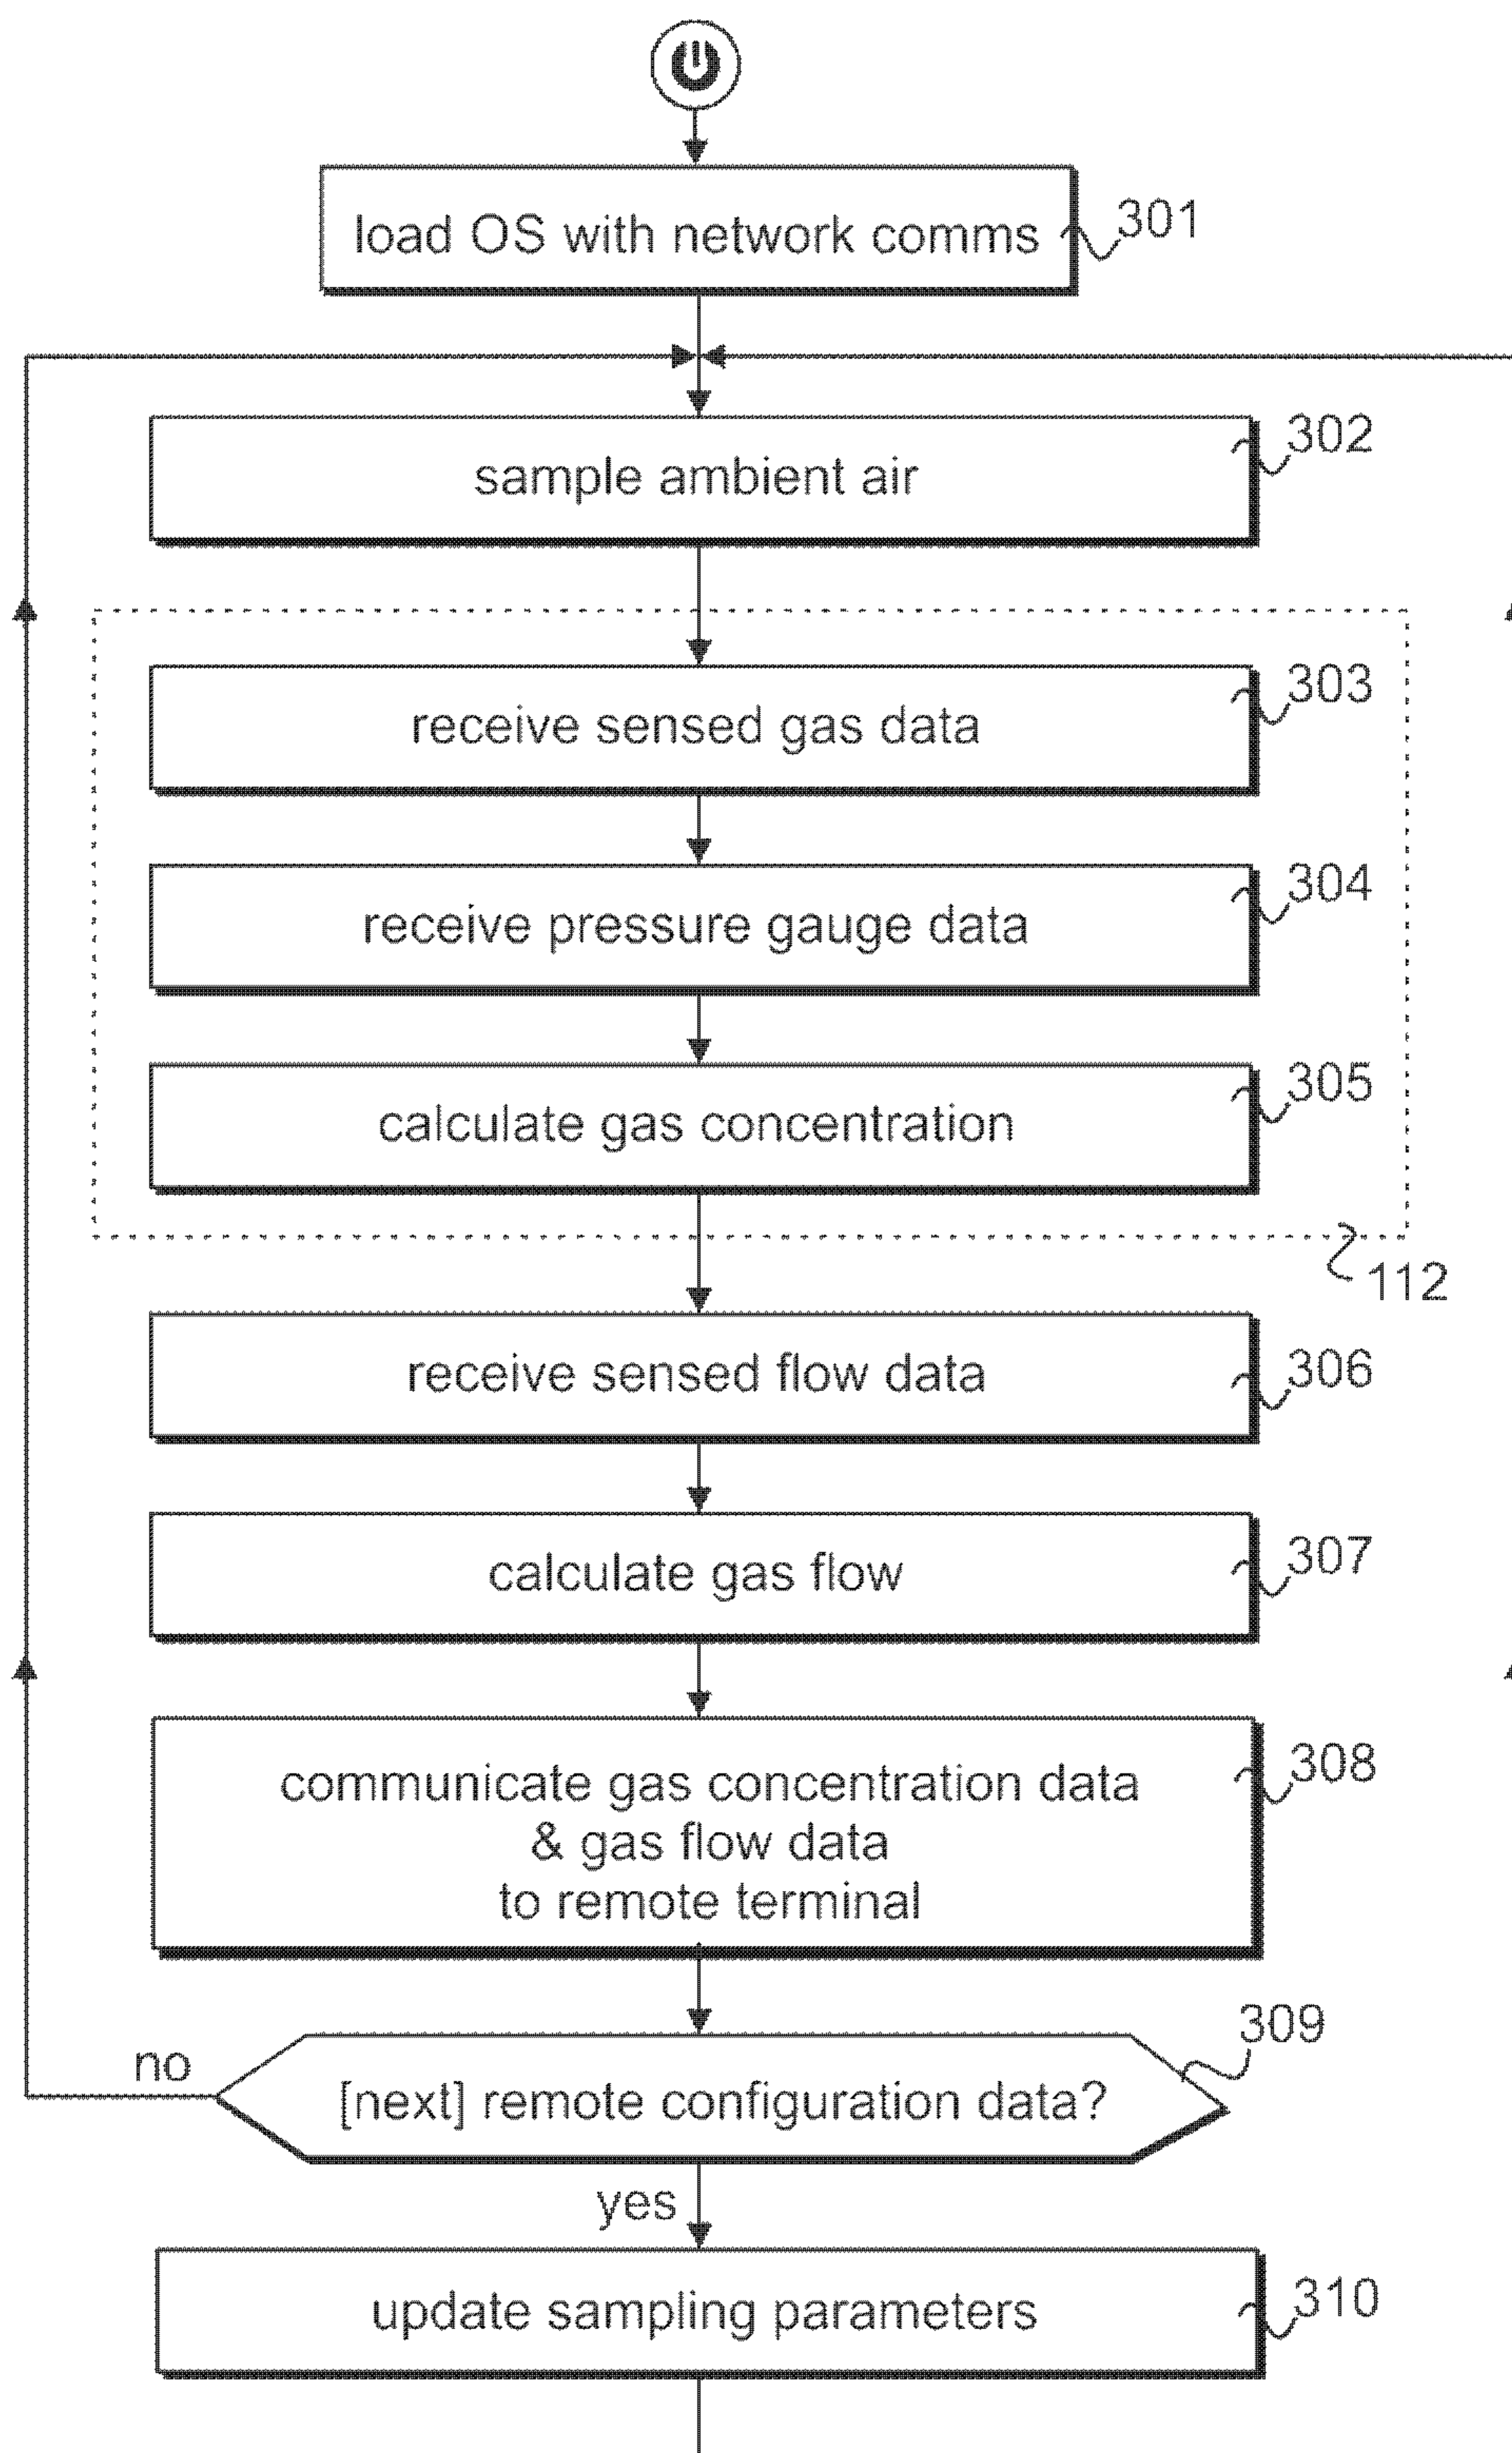 load OS with network comms
301
sample ambient air
302
receive sensed gas data
303
receive pressure gauge data
304
calculate gas concentration
305
112
receive sensed flow data
306
calculate gas flow
307
communicate gas concentration data
& gas flow data
to remote terminal
308
309
no
[next] remote configuration data?
yes
update sampling parameters
310